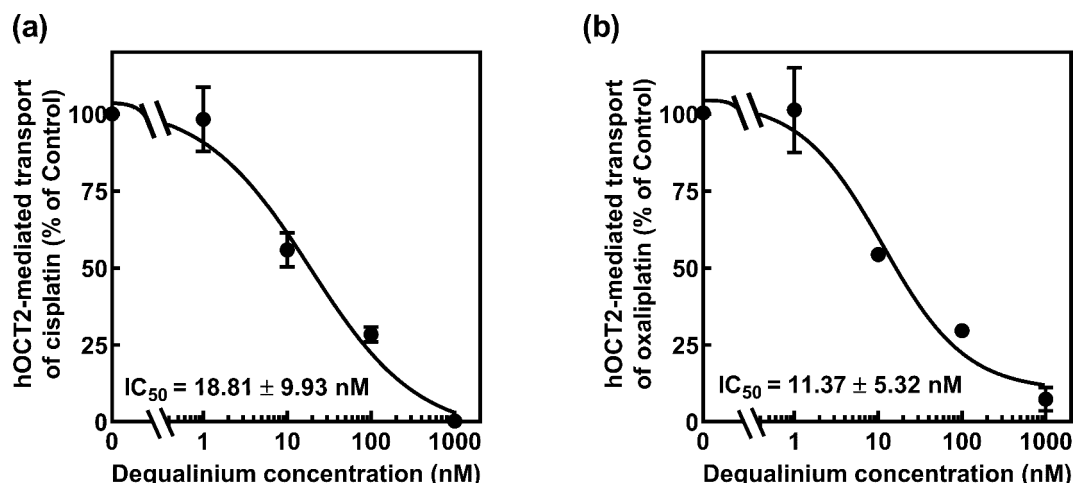 (a)
hOCT2-mediated transport
of cisplatin (% of Control)
100
75
50
25
0
IC50 = 18.81 ± 9.93 nM
0 1 10 100 1000
Dequalinium concentration (nM)
(b)
hOCT2-mediated transport
of oxaliplatin (% of Control)
100
75
50
25
0
IC50 = 11.37 ± 5.32 nM
0 1 10 100 1000
Dequalinium concentration (nM)